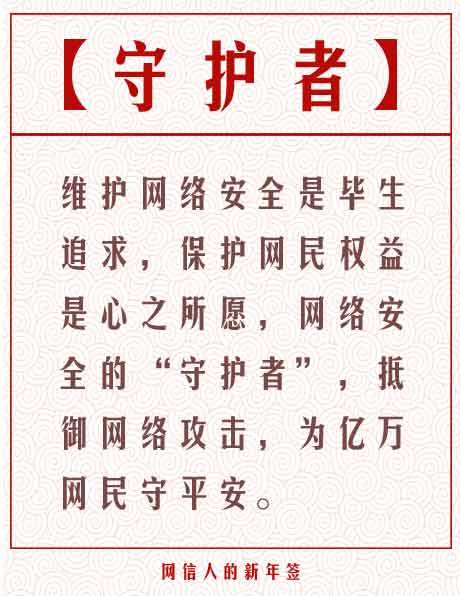 【守护者】
维护网络安全是毕生
追求，保护网民权益
是心之所愿，网络安
全的“守护者”，抵
御网络攻击，为亿万
网民守平安。
网信人的新年签